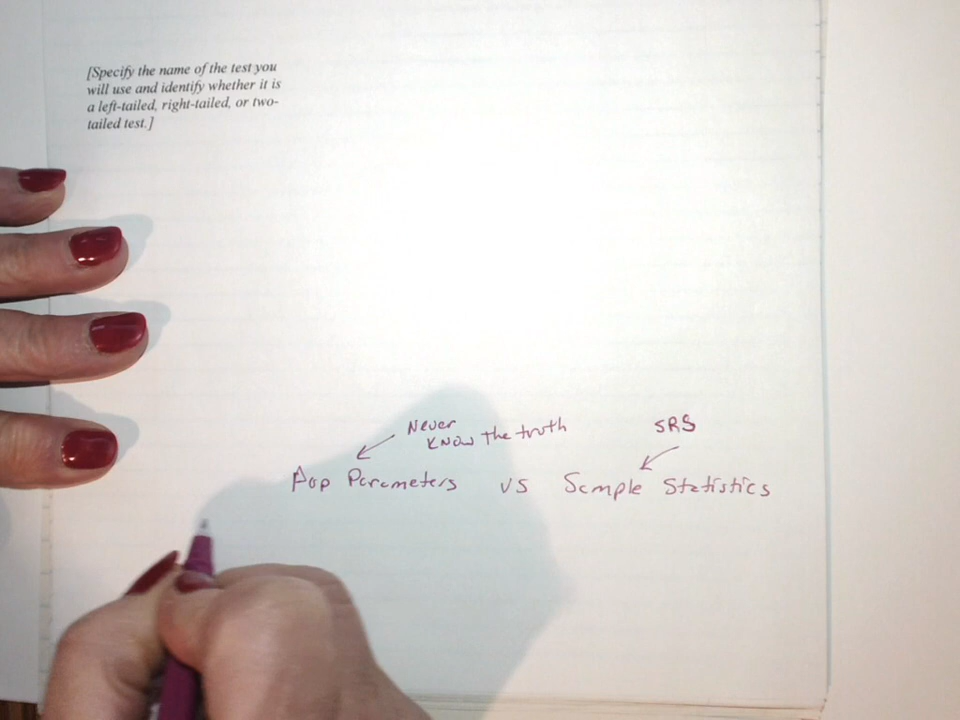 [Specify the name of the test you
will use and identify whether it is
a left-tailed, right-tailed, or two-
tailed test.]
Never
know the truth
SRS
Pop Parameters vs Sample Statistics